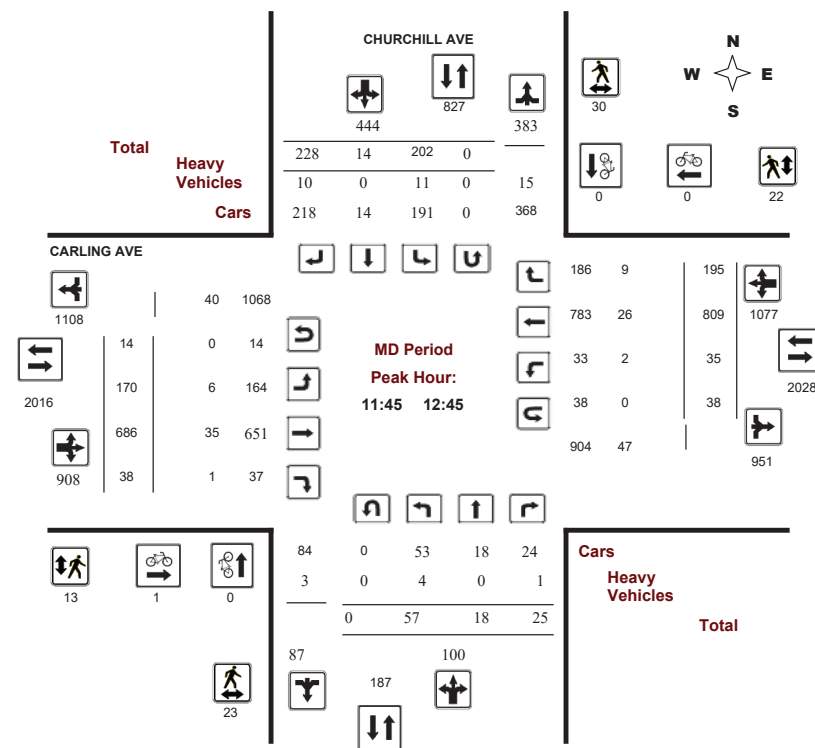 CHURCHILL AVE
N
W E
S
827
30
444 383
Total
228 14 202 0
Heavy
Vehicles
10 0 11 0 15
0 0 22
Cars
218 14 191 0 368
CARLING AVE
186 9 195
40 1068
1108
783 26 809 1077
14 0 14
MD Period
33 2 35
Peak Hour:
2016
170 6 164
2028
11:45 12:45
38 0 38
686 35 651
904 47
951
908
38 1 37
84 0 53 18 24
Cars
3 0 4 0 1
Heavy
Vehicles
13 1 0
0 57 18 25
Total
87 100
187
23